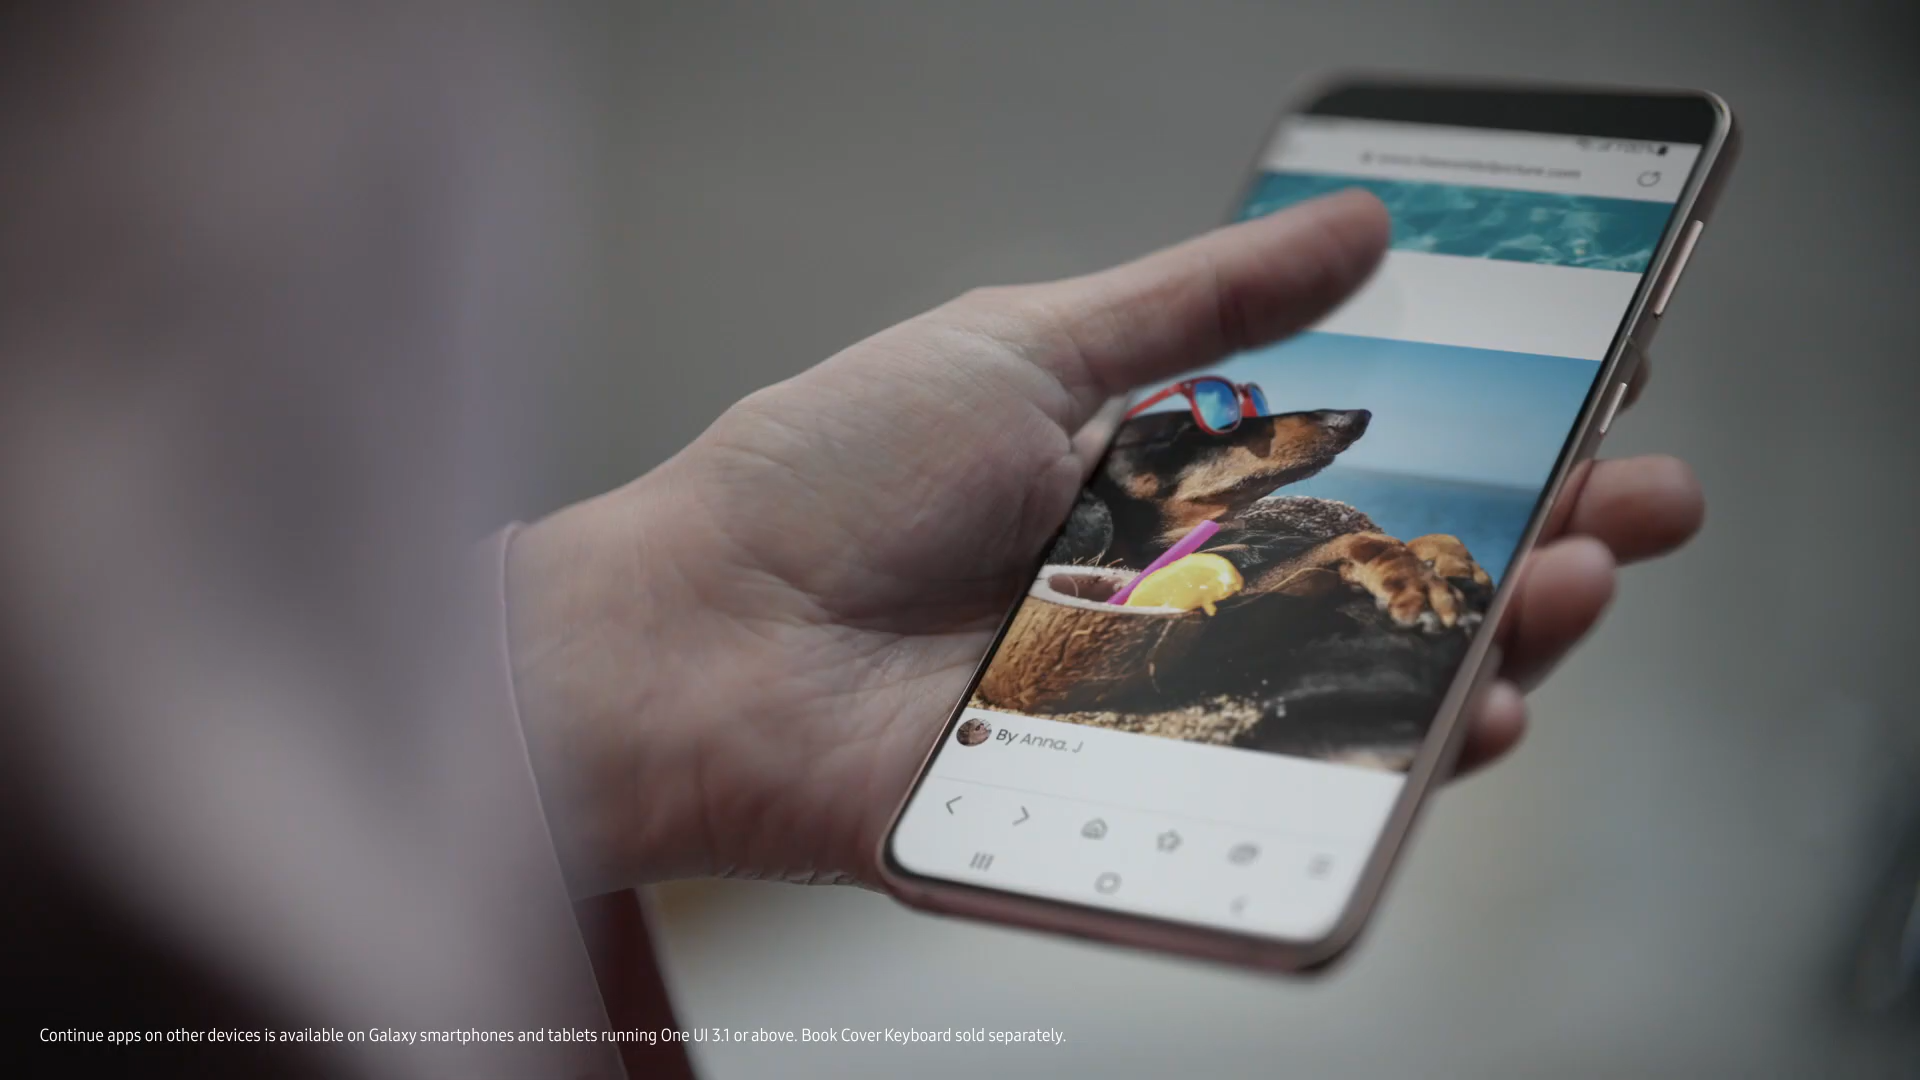 By Anna. J
Continue apps on other devices is available on Galaxy smartphones and tablets running One UI 3.1 or above. Book Cover Keyboard sold separately.